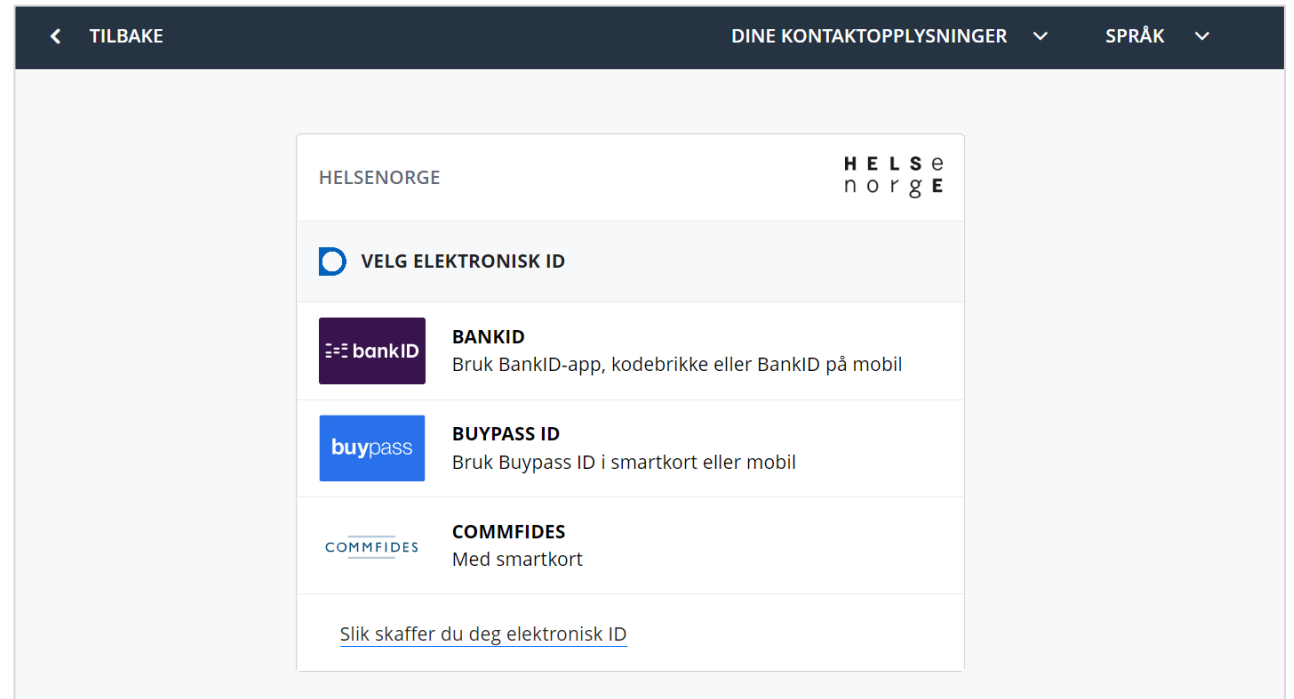 TILBAKE
DINE KONTAKTOPPLYSNINGER
SPRÅK
HELSENORGE
HELSe
norgE
VELG ELEKTRONISK ID
bankID
BANKID
Bruk BankID-app, kodebrikke eller BankID på mobil
buypass
BUYPASS ID
Bruk Buypass ID i smartkort eller mobil
COMMFIDES
COMMFIDES
Med smartkort
Slik skaffer du deg elektronisk ID